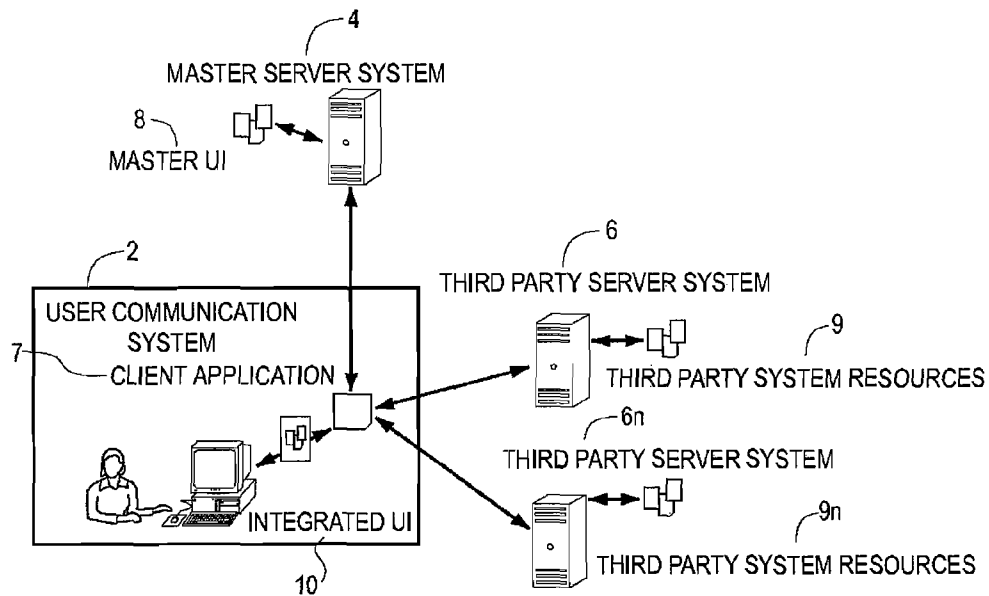 4
MASTER SERVER SYSTEM
8
MASTER UI
2
USER COMMUNICATION
SYSTEM
7
CLIENT APPLICATION
INTEGRATED UI
10
6
THIRD PARTY SERVER SYSTEM
9
THIRD PARTY SYSTEM RESOURCES
6n
THIRD PARTY SERVER SYSTEM
9n
THIRD PARTY SYSTEM RESOURCES